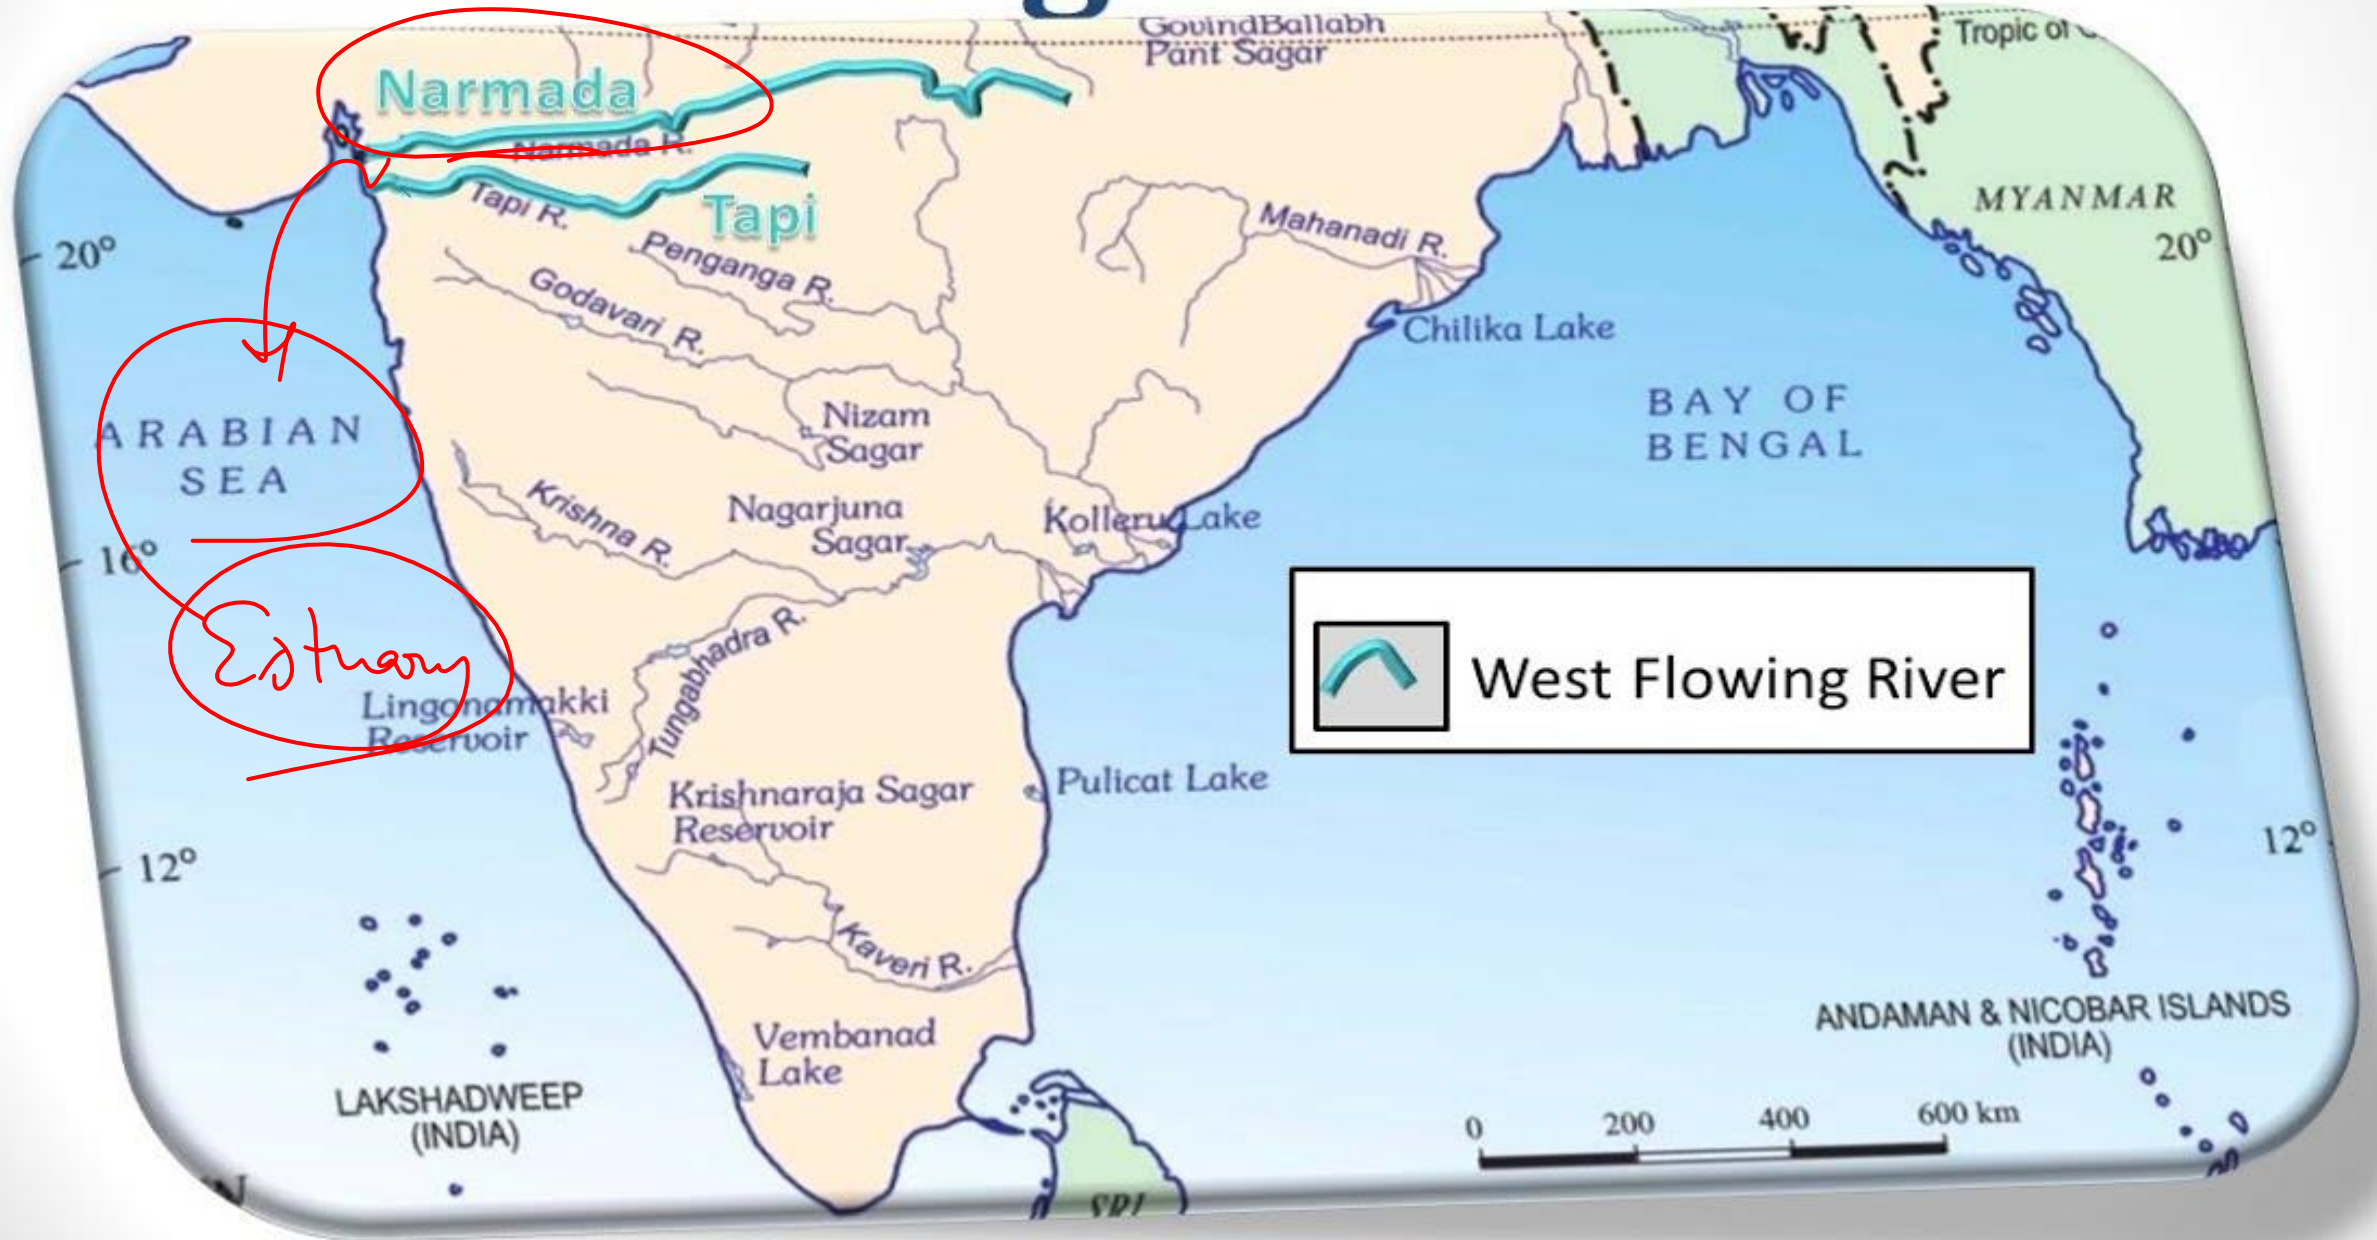 g
GovindBallabh
Pant Sagar
Tropic of
Narmada
Narmada R.
Tapi R.
Tapi
MYANMAR
20°
20°
Penganga R.
Mahanadi R.
Godavari R.
Chilika Lake
ARABIAN
SEA
BAY OF
BENGAL
Nizam
Sagar
Krishna R.
Nagarjuna
Sagar
Kolleru Lake
16°
Estuary
Tungabhadra R.
West Flowing River
Lingonamakki
Reservoir
Krishnaraja Sagar
Reservoir
Pulicat Lake
12°
12°
Kaveri R.
ANDAMAN & NICOBAR ISLANDS
(INDIA)
Vembanad
Lake
LAKSHADWEEP
(INDIA)
0 200 400 600 km
N
SRI